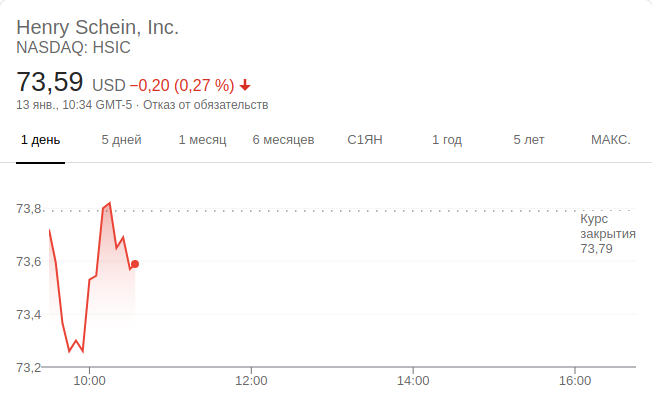 Henry Schein, Inc.
NASDAQ: HSIC
73,59 USD −0,20 (0,27 %)
13 янв., 10:34 GMT-5 · Отказ от обязательств
1 день 5 дней 1 месяц 6 месяцев С1ЯН 1 год 5 лет МАКС.
73,8
Курс
закрытия
73,79
73,6
73,4
73,2
10:00 12:00 14:00 16:00